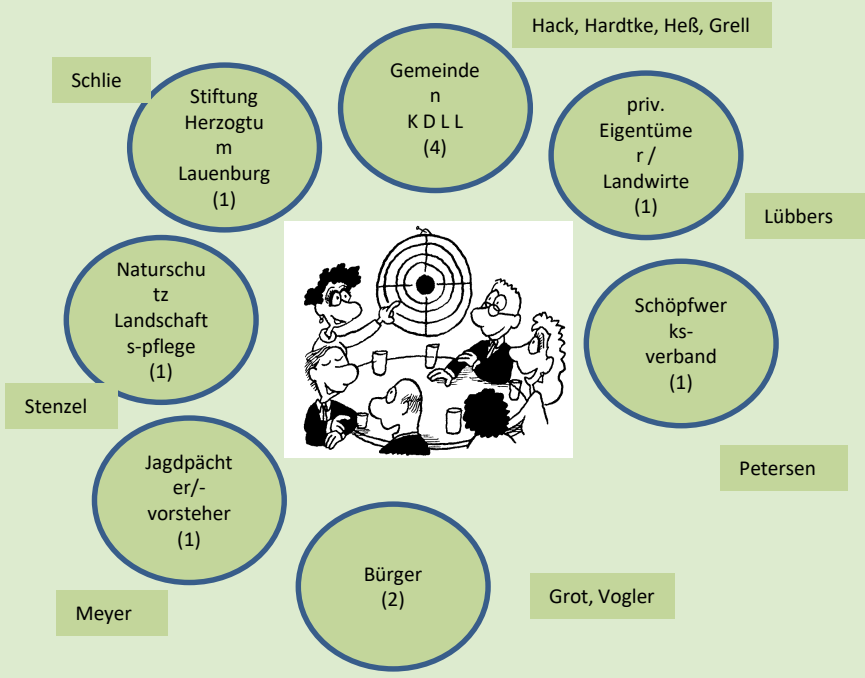 Hack, Hardtke, Heß, Grell
Schlie
Gemeinde
n
K D L L
(4)
Stiftung
Herzogtu
m
Lauenburg
(1)
priv.
Eigentüme
r /
Landwirte
(1)
Lübbers
Naturschu
tz
Landschaft
s-pflege
(1)
Schöpfwer
ks-
verband
(1)
Stenzel
Petersen
Jagdpächt
er/-
vorsteher
(1)
Bürger
(2)
Grot, Vogler
Meyer